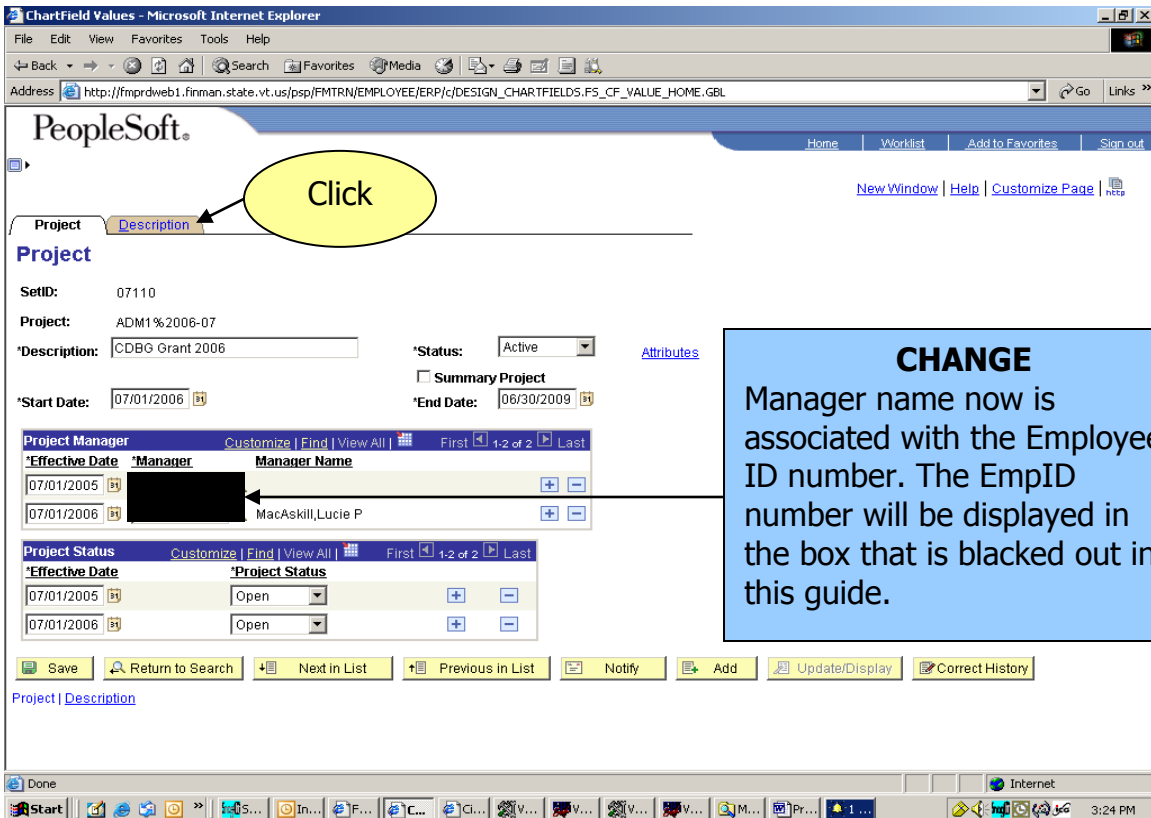 ChartField Values - Microsoft Internet Explorer
File Edit View Favorites Tools Help
Back Search Favorites Media
Address http://fmprdweb1.finman.state.vt.us/psp/FMTRN/EMPLOYEE/ERP/c/DESIGN_CHARTFIELDS.FS_CF_VALUE_HOME.GBL Go Links »
PeopleSoft®
Home Worklist Add to Favorites Sign out
New Window | Help | Customize Page | http
Click
Project Description
Project
SetID: 07110
Project: ADM1%2006-07
*Description: CDBG Grant 2006 *Status: Active Attributes
Summary Project
*Start Date: 07/01/2006 *End Date: 06/30/2009
Project Manager Customize | Find | View All | First 1-2 of 2 Last
*Effective Date *Manager Manager Name
07/01/2005
07/01/2006 MacAskill,Lucie P
Project Status Customize | Find | View All | First 1-2 of 2 Last
*Effective Date *Project Status
07/01/2005 Open
07/01/2006 Open
CHANGE
Manager name now is
associated with the Employee
ID number. The EmpID
number will be displayed in
the box that is blacked out in
this guide.
Save Return to Search Next in List Previous in List Notify Add Update/Display Correct History
Project | Description
Done Internet
Start » S... In... F... C... Ci... V... V... V... V... M... Pr... 1 ... 3:24 PM